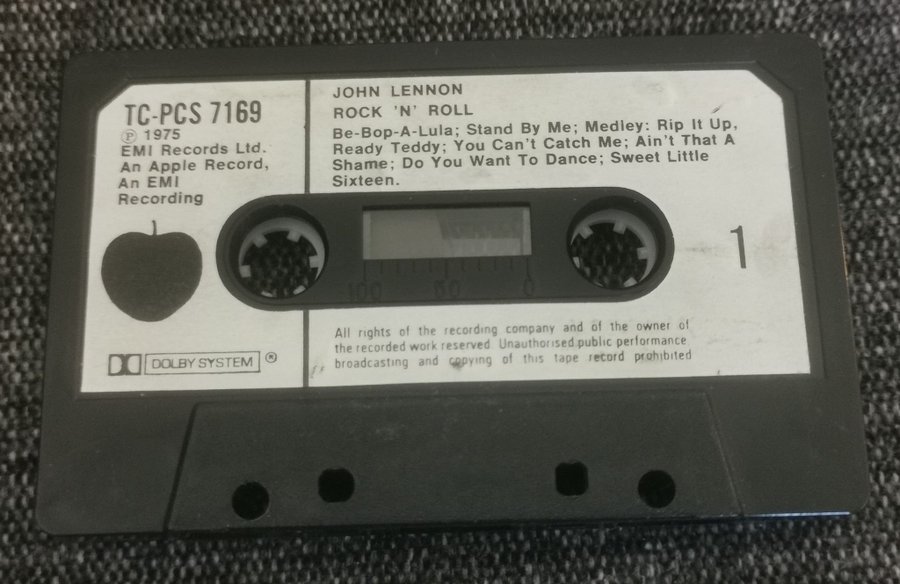 TC-PCS 7169
Ⓟ 1975
EMI Records Ltd.
An Apple Record,
An EMI
Recording
DOLBY SYSTEM ®
JOHN LENNON
ROCK 'N' ROLL
Be-Bop-A-Lula; Stand By Me; Medley: Rip It Up,
Ready Teddy; You Can't Catch Me; Ain't That A
Shame; Do You Want To Dance; Sweet Little
Sixteen.
1
100 50 0
All rights of the recording company and of the owner of
the recorded work reserved Unauthorised public performance
broadcasting and copying of this tape record prohibited